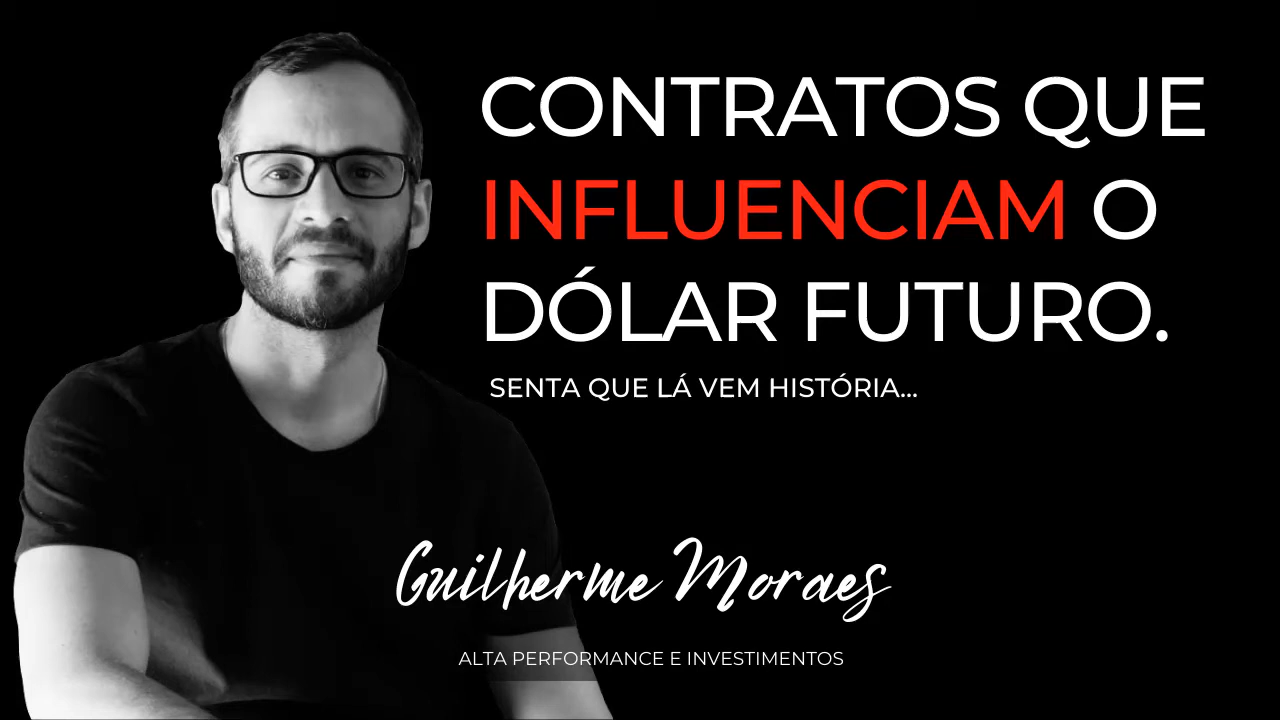 CONTRATOS QUE
INFLUENCIAM O
DÓLAR FUTURO.
SENTA QUE LÁ VEM HISTÓRIA...
Guilherme Moraes
ALTA PERFORMANCE E INVESTIMENTOS